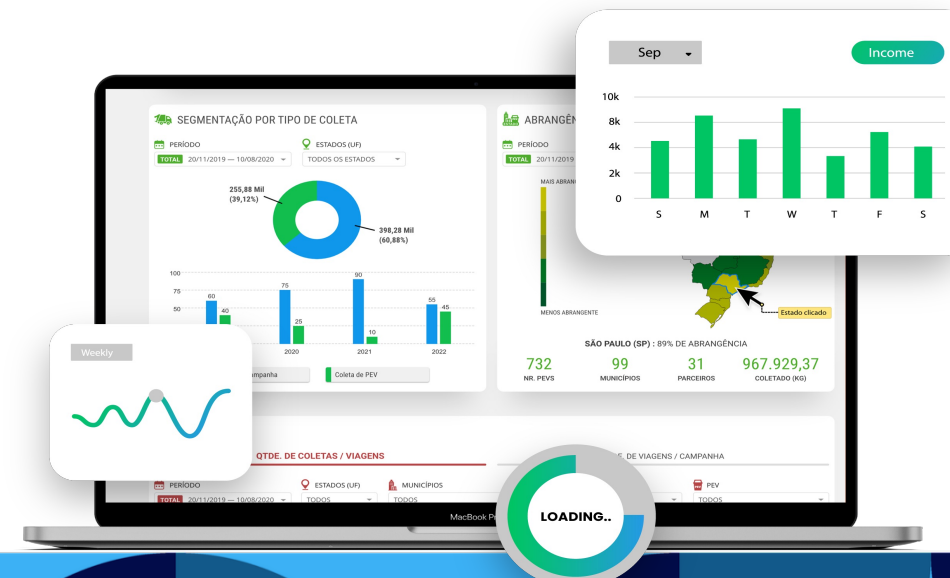 SEGMENTAÇÃO POR TIPO DE COLETA
PERÍODO
ESTADOS (UF)
TOTAL 20/11/2019 — 10/08/2020
TODOS OS ESTADOS
255,88 Mil
(39,12%)
398,28 Mil
(60,88%)
100
75
50
60
40
75
25
90
10
55
45
2020
2021
2022
Coleta de PEV
PERÍODO
TOTAL 20/11/2019
MENOS ABRANGENTE
Estado clicado
SÃO PAULO (SP) : 89% DE ABRANGÊNCIA
732
NR. PEVS
99
MUNICÍPIOS
31
PARCEIROS
967.929,37
COLETADO (KG)
Sep
Income
10k
8k
4k
2k
0
S M T W T F S
Weekly
QTDE. DE COLETAS / VIAGENS
DE VIAGENS / CAMPANHA
PERÍODO
ESTADOS (UF)
MUNICÍPIOS
PEV
TOTAL 20/11/2019 — 10/08/2020
TODOS
TODOS
TODOS
MacBook
LOADING..